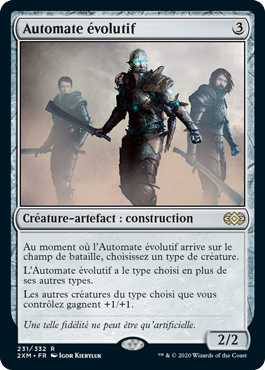 Automate évolutif 3
Créature-artefact : construction
Au moment où l'Automate évolutif arrive sur le
champ de bataille, choisissez un type de créature.
L'Automate évolutif a le type choisi en plus de
ses autres types.
Les autres créatures du type choisi que vous
contrôlez gagnent +1/+1.
Une telle fidélité ne peut être qu'artificielle.
2/2
231/332 R
2XM • FR Igor Kieryluk
™ & © 2020 Wizards of the Coast